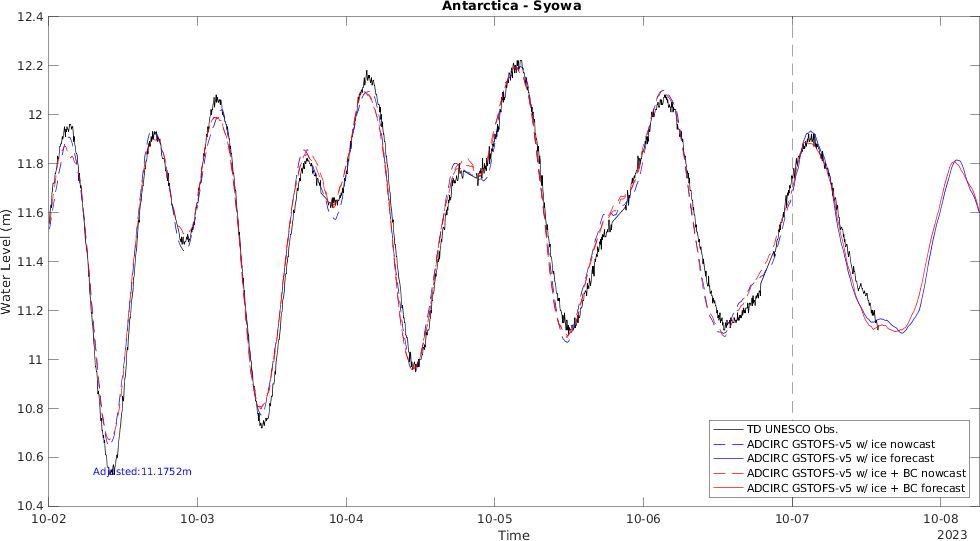 Antarctica - Syowa
Water Level (m)
12.4
12.2
12
11.8
11.6
11.4
11.2
11
10.8
10.6
10.4
Adjusted:11.1752m
TD UNESCO Obs.
ADCIRC GSTOFS-v5 w/ ice nowcast
ADCIRC GSTOFS-v5 w/ ice forecast
ADCIRC GSTOFS-v5 w/ ice + BC nowcast
ADCIRC GSTOFS-v5 w/ ice + BC forecast
10-02 10-03 10-04 10-05 10-06 10-07 10-08
Time
2023